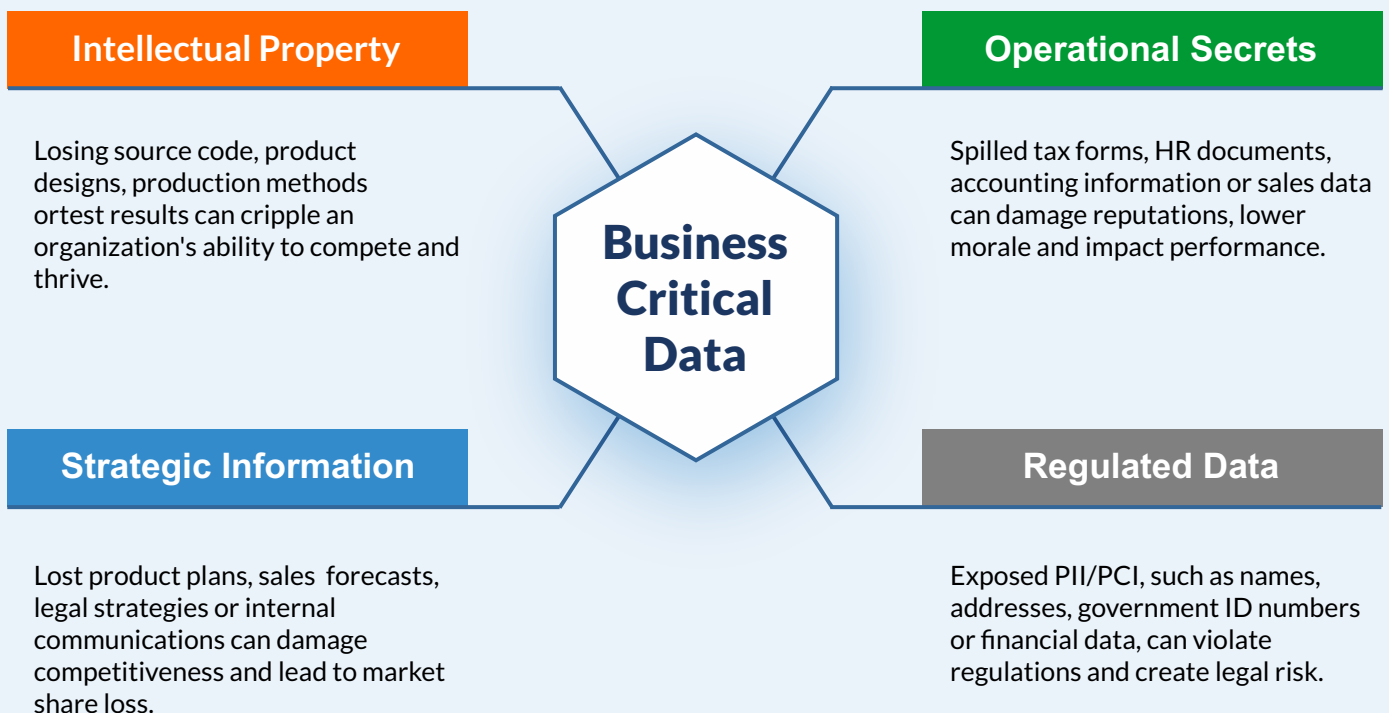 Intellectual Property
Losing source code, product
designs, production methods
ortest results can cripple an
organization's ability to compete and
thrive.
Operational Secrets
Spilled tax forms, HR documents,
accounting information or sales data
can damage reputations, lower
morale and impact performance.
Business
Critical
Data
Strategic Information
Lost product plans, sales  forecasts,
legal strategies or internal
communications can damage
competitiveness and lead to market
share loss.
Regulated Data
Exposed PII/PCI, such as names,
addresses, government ID numbers
or financial data, can violate
regulations and create legal risk.